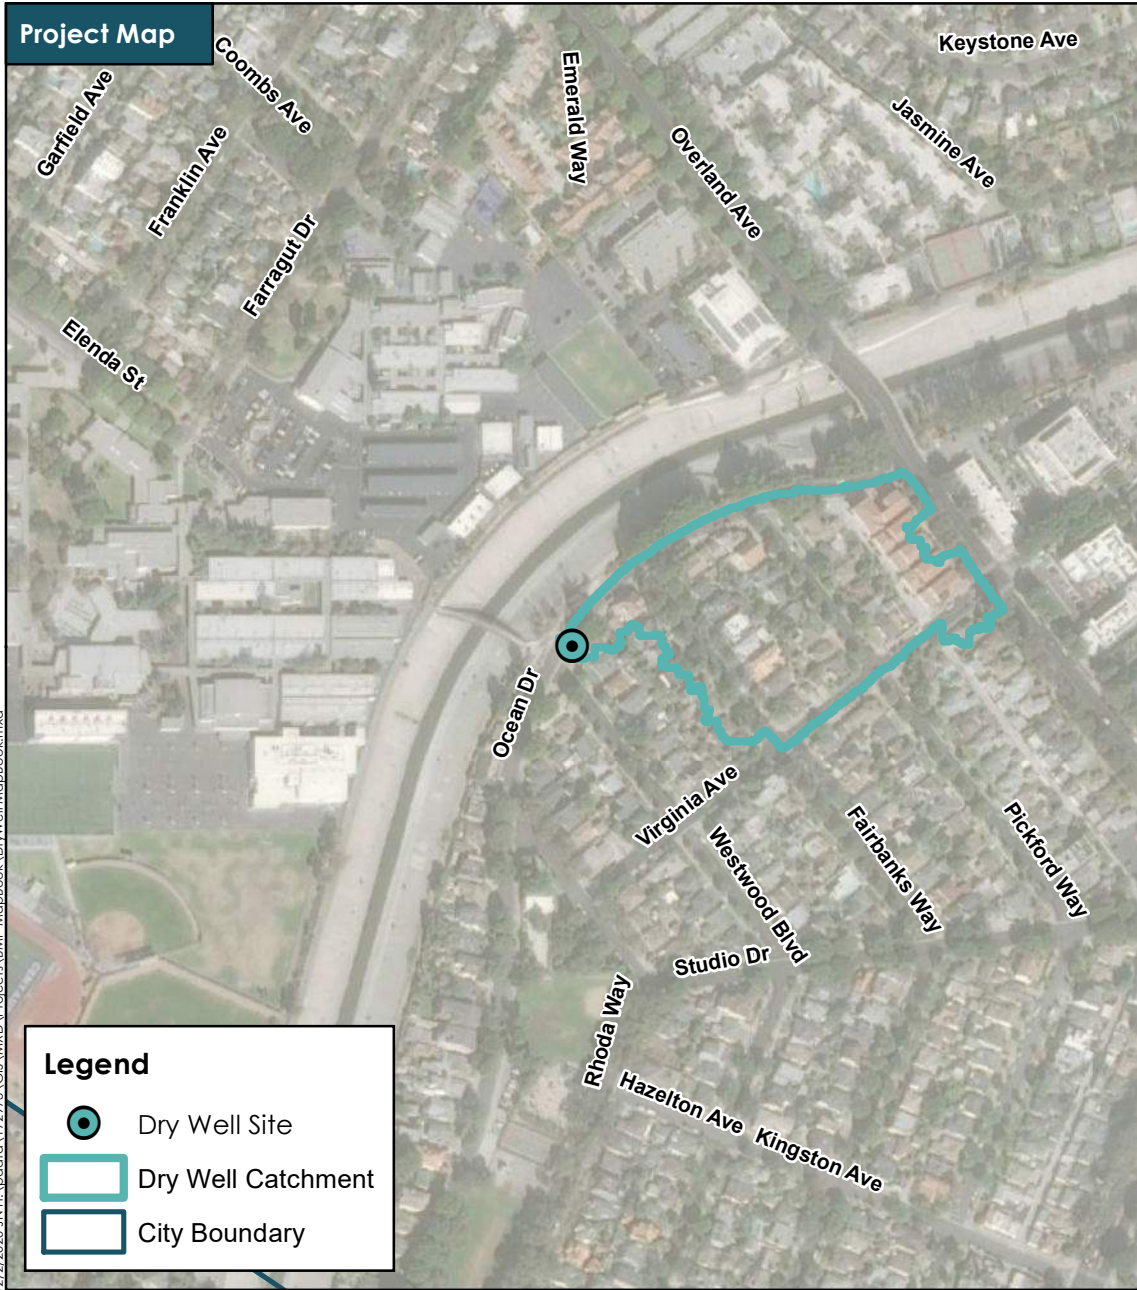 Project Map
Keystone Ave
Coombs Ave
Emerald Way
Garfield Ave
Jasmine Ave
Franklin Ave
Overland Ave
Farragut Dr
Elenda St
Ocean Dr
Virginia Ave
Westwood Blvd
Fairbanks Way
Pickford Way
Studio Dr
Rhoda Way
Hazelton Ave
Kingston Ave
Legend
Dry Well Site
Dry Well Catchment
City Boundary